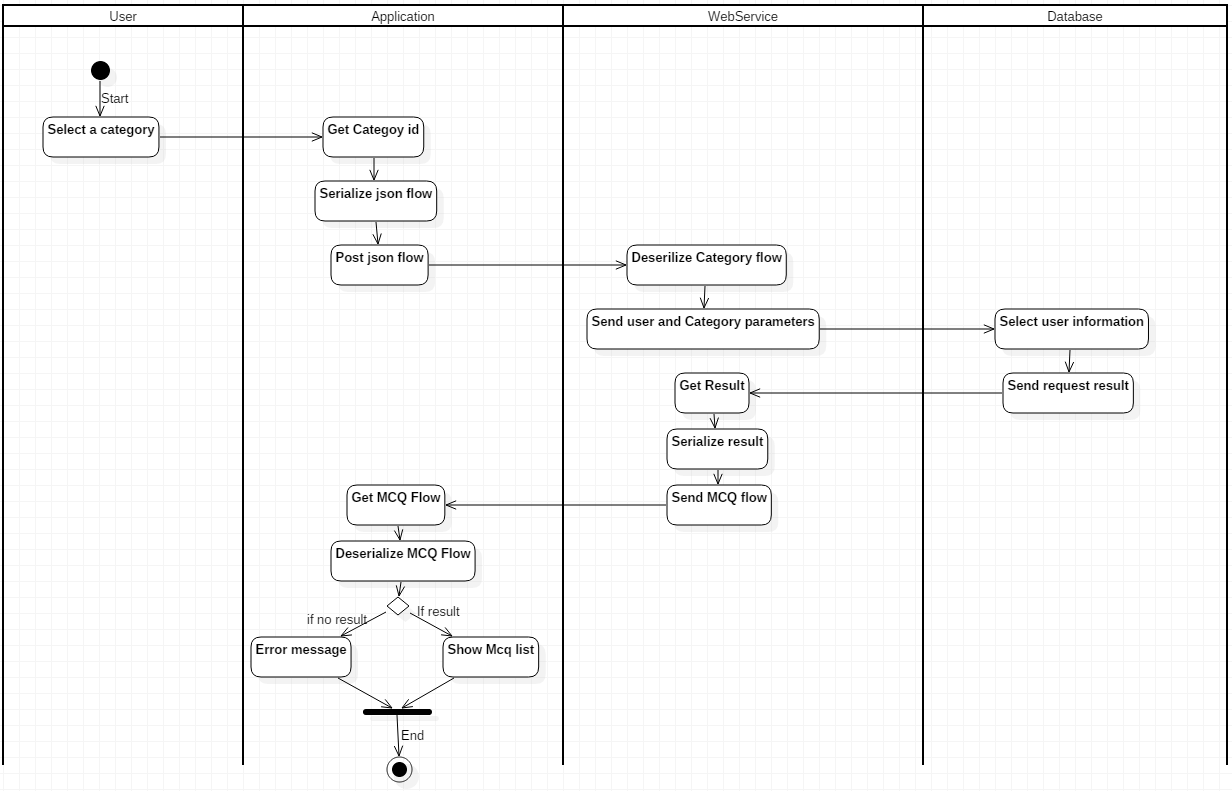 User
Application
WebService
Database
Start
Select a category
Get Categoy id
Serialize json flow
Post json flow
Deserilize Category flow
Send user and Category parameters
Select user information
Get Result
Send request result
Serialize result
Get MCQ Flow
Send MCQ flow
Deserialize MCQ Flow
if no result
If result
Error message
Show Mcq list
End